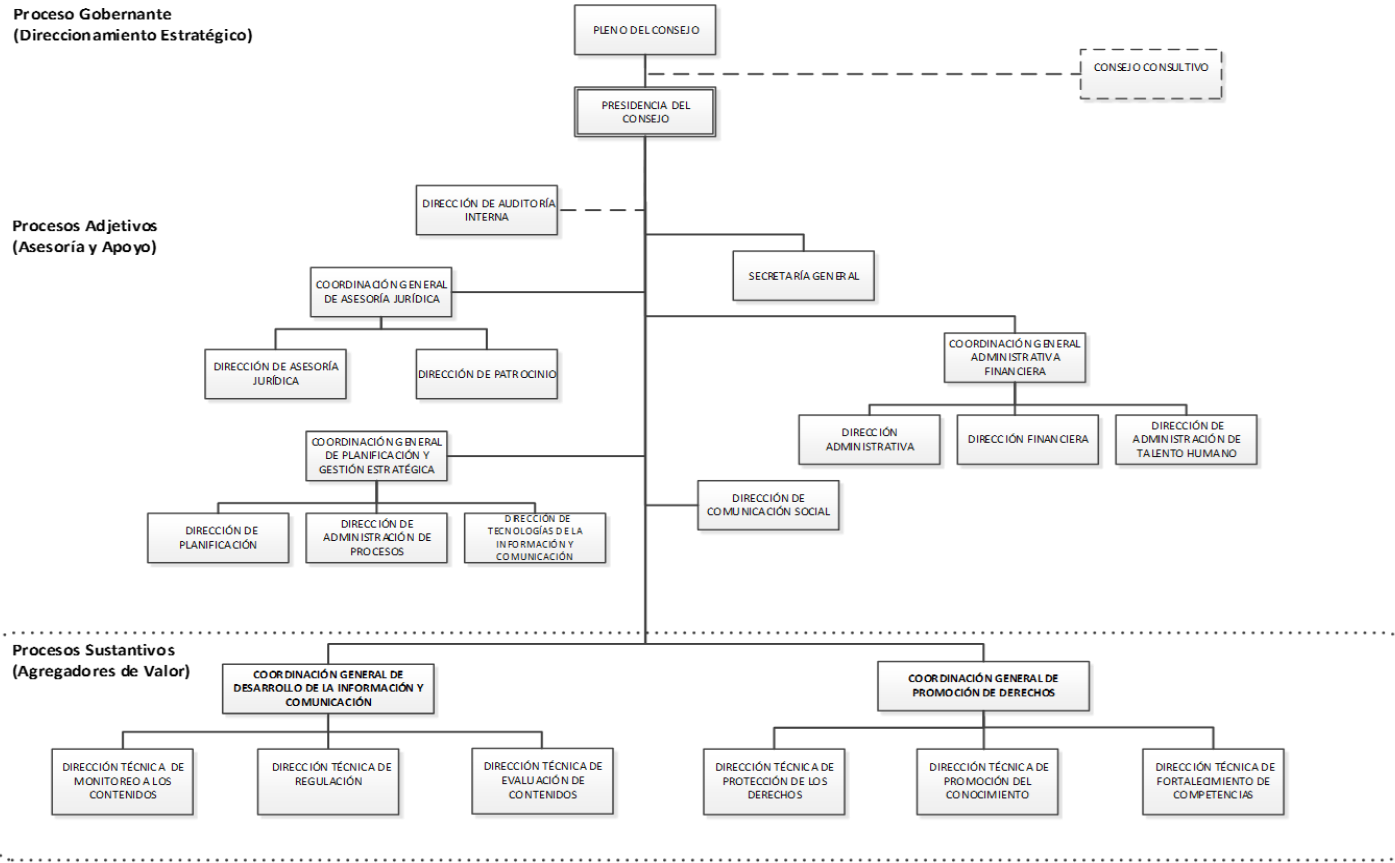 Proceso Gobernante
(Direccionamiento Estratégico)
PLENO DEL CONSEJO
CONSEJO CONSULTIVO
PRESIDENCIA DEL
CONSEJO
DIRECCIÓN DE AUDITORÍA
INTERNA
Procesos Adjetivos
(Asesoría y Apoyo)
SECRETARÍA GENERAL
COORDINACIÓN GENERAL
DE ASESORÍA JURÍDICA
COORDINACIÓN GENERAL
ADMINISTRATIVA
FINANCIERA
DIRECCIÓN DE ASESORÍA
JURÍDICA
DIRECCIÓN DE PATROCINIO
DIRECCIÓN
ADMINISTRATIVA
DIRECCIÓN FINANCIERA
DIRECCIÓN DE
ADMINISTRACIÓN DE
TALENTO HUMANO
COORDINACIÓN GENERAL
DE PLANIFICACIÓN Y
GESTIÓN ESTRATÉGICA
DIRECCIÓN DE
COMUNICACIÓN SOCIAL
DIRECCIÓN DE
PLANIFICACIÓN
DIRECCIÓN DE
ADMINISTRACIÓN DE
PROCESOS
DIRECCIÓN DE
TECNOLOGÍAS DE LA
INFORMACIÓN Y
COMUNICACIÓN
Procesos Sustantivos
(Agregadores de Valor)
COORDINACIÓN GENERAL DE
DESARROLLO DE LA INFORMACIÓN Y
COMUNICACIÓN
COORDINACIÓN GENERAL DE
PROMOCIÓN DE DERECHOS
DIRECCIÓN TÉCNICA DE
MONITOREO A LOS
CONTENIDOS
DIRECCIÓN TÉCNICA DE
REGULACIÓN
DIRECCIÓN TÉCNICA DE
EVALUACIÓN DE
CONTENIDOS
DIRECCIÓN TÉCNICA DE
PROTECCIÓN DE LOS
DERECHOS
DIRECCIÓN TÉCNICA DE
PROMOCIÓN DEL
CONOCIMIENTO
DIRECCIÓN TÉCNICA DE
FORTALECIMIENTO DE
COMPETENCIAS